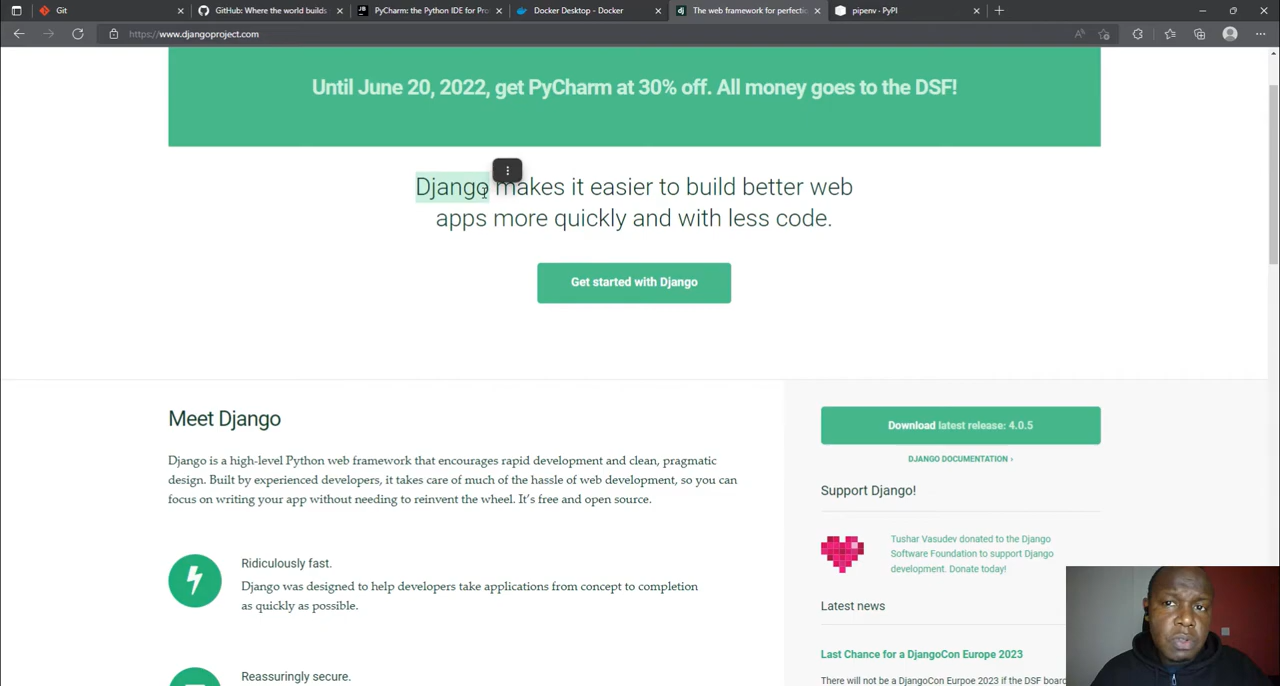 Git
GitHub: Where the world builds
PyCharm: the Python IDE for Pro
Docker Desktop - Docker
The web framework for perfectio
pipenv · PyPI
https://www.djangoproject.com
Until June 20, 2022, get PyCharm at 30% off. All money goes to the DSF!
Django makes it easier to build better web
apps more quickly and with less code.
Get started with Django
Meet Django
Django is a high-level Python web framework that encourages rapid development and clean, pragmatic
design. Built by experienced developers, it takes care of much of the hassle of web development, so you can
focus on writing your app without needing to reinvent the wheel. It’s free and open source.
Ridiculously fast.
Django was designed to help developers take applications from concept to completion
as quickly as possible.
Reassuringly secure.
Download latest release: 4.0.5
DJANGO DOCUMENTATION ›
Support Django!
Tushar Vasudev donated to the Django
Software Foundation to support Django
development. Donate today!
Latest news
Last Chance for a DjangoCon Europe 2023
There will not be a DjangoCon Eurpoe 2023 if the DSF board